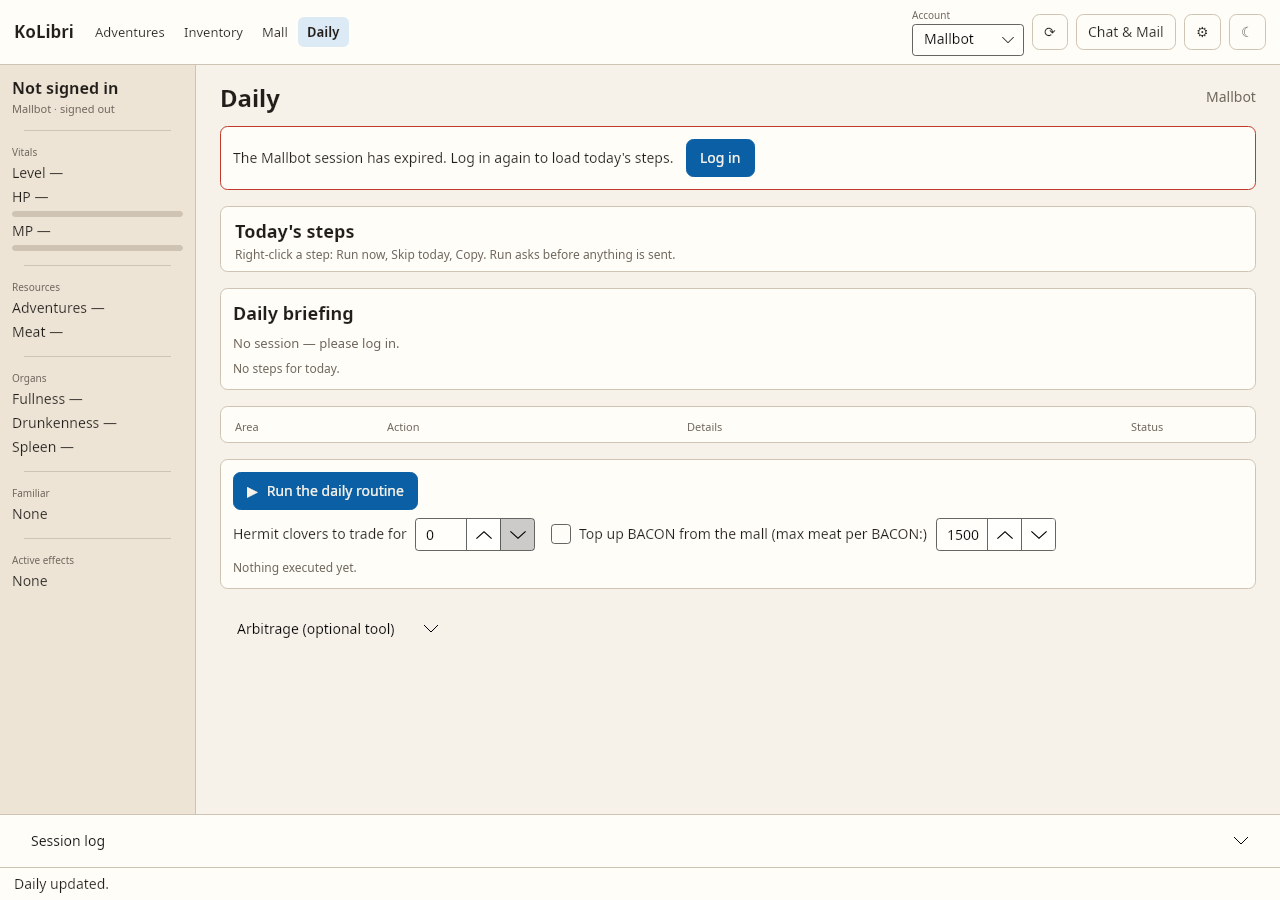 KoLibri
Adventures
Inventory
Mall
Daily
Account
Mallbot
Chat & Mail
Not signed in
Mallbot · signed out
Vitals
Level —
HP —
MP —
Resources
Adventures —
Meat —
Organs
Fullness —
Drunkenness —
Spleen —
Familiar
None
Active effects
None
Daily
Mallbot
The Mallbot session has expired. Log in again to load today's steps.
Log in
Today's steps
Right-click a step: Run now, Skip today, Copy. Run asks before anything is sent.
Daily briefing
No session — please log in.
No steps for today.
Area Action Details Status
Run the daily routine
Hermit clovers to trade for 0 Top up BACON from the mall (max meat per BACON:) 1500
Nothing executed yet.
Arbitrage (optional tool)
Session log
Daily updated.